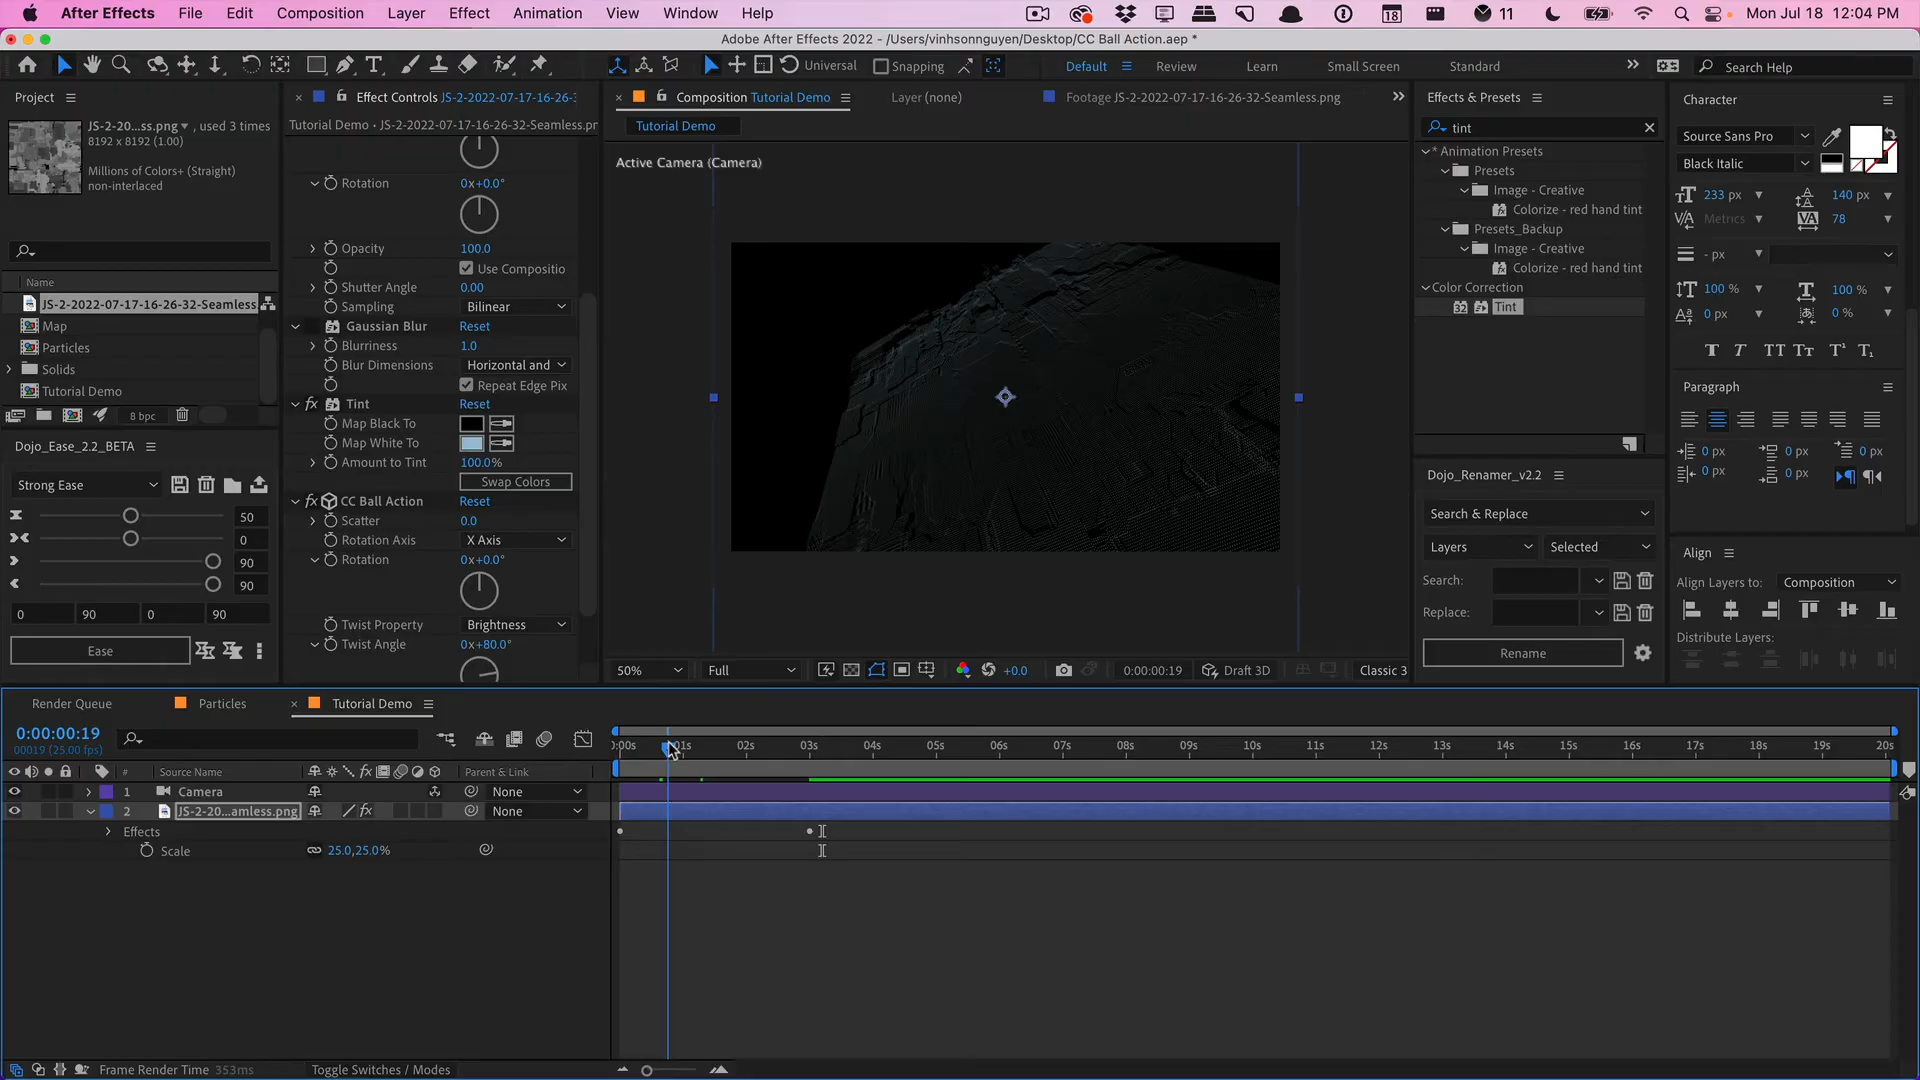 After Effects File Edit Composition Layer Effect Animation View Window Help 18 11 Mon Jul 18 12:04 PM
Adobe After Effects 2022 - /Users/vinhsonnguyen/Desktop/CC Ball Action.aep *
Universal Snapping Default Review Learn Small Screen Standard Search Help
Project
JS-2-20...ss.png , used 3 times
8192 x 8192 (1.00)
Millions of Colors+ (Straight)
non-interlaced
Name
JS-2-2022-07-17-16-26-32-Seamless
Map
Particles
Solids
Tutorial Demo
8 bpc
Dojo_Ease_2.2_BETA
Strong Ease
50
0
90
90
0 90 0 90
Ease
Effect Controls JS-2-2022-07-17-16-26-3
Tutorial Demo • JS-2-2022-07-17-16-26-32-Seamless.pn
Rotation 0x+0.0°
Opacity 100.0
Use Compositio
Shutter Angle 0.00
Sampling Bilinear
Gaussian Blur Reset
Blurriness 1.0
Blur Dimensions Horizontal and
Repeat Edge Pix
fx Tint Reset
Map Black To
Map White To
Amount to Tint 100.0%
Swap Colors
fx CC Ball Action Reset
Scatter 0.0
Rotation Axis X Axis
Rotation 0x+0.0°
Twist Property Brightness
Twist Angle 0x+80.0°
Composition Tutorial Demo Layer (none) Footage JS-2-2022-07-17-16-26-32-Seamless.png
Tutorial Demo
Active Camera (Camera)
50% Full +0.0 0:00:00:19 Draft 3D Classic 3
Effects & Presets
tint
* Animation Presets
Presets
Image - Creative
Colorize - red hand tint
Presets_Backup
Image - Creative
Colorize - red hand tint
Color Correction
32 Tint
Dojo_Renamer_v2.2
Search & Replace
Layers Selected
Search:
Replace:
Rename
Character
Source Sans Pro
Black Italic
233 px 140 px
Metrics 78
- px
100 % 100 %
0 px 0 %
T T TT Tt T¹ T₁
Paragraph
0 px 0 px 0 px
0 px 0 px
Align
Align Layers to: Composition
Distribute Layers:
Render Queue Particles Tutorial Demo
0:00:00:19
00019 (25.00 fps)
0:00s 01s 02s 03s 04s 05s 06s 07s 08s 09s 10s 11s 12s 13s 14s 15s 16s 17s 18s 19s 20s
# Source Name fx Parent & Link
1 Camera None
2 JS-2-20...amless.png fx None
Effects
Scale 25.0,25.0%
Frame Render Time 353ms Toggle Switches / Modes